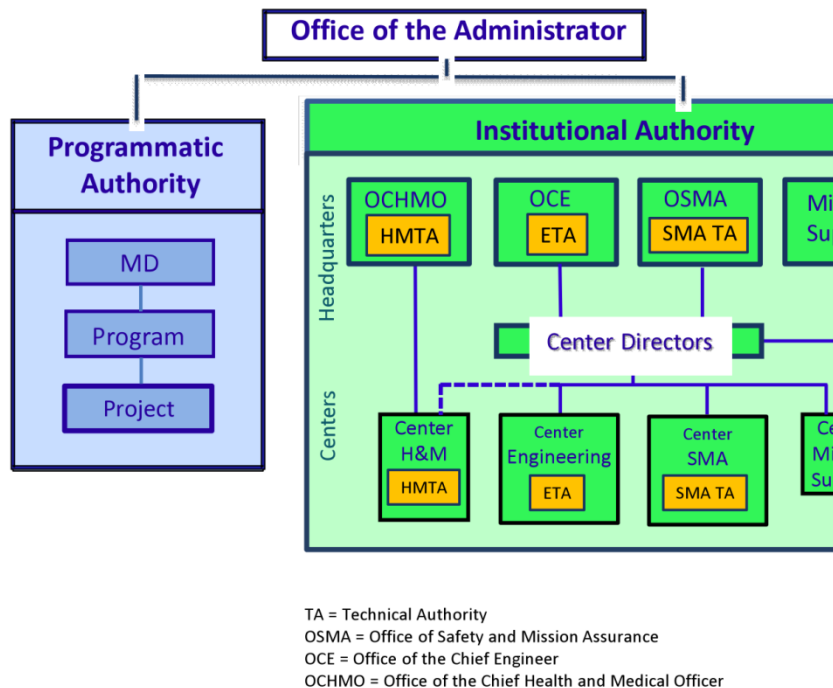 Office of the Administrator
Programmatic
Authority
MD
Program
Project
Institutional Authority
Headquarters
OCHMO
HMTA
OCE
ETA
OSMA
SMA TA
Center Directors
Centers
Center
H&M
HMTA
Center
Engineering
ETA
Center
SMA
SMA TA
TA = Technical Authority
OSMA = Office of Safety and Mission Assurance
OCE = Office of the Chief Engineer
OCHMO = Office of the Chief Health and Medical Officer